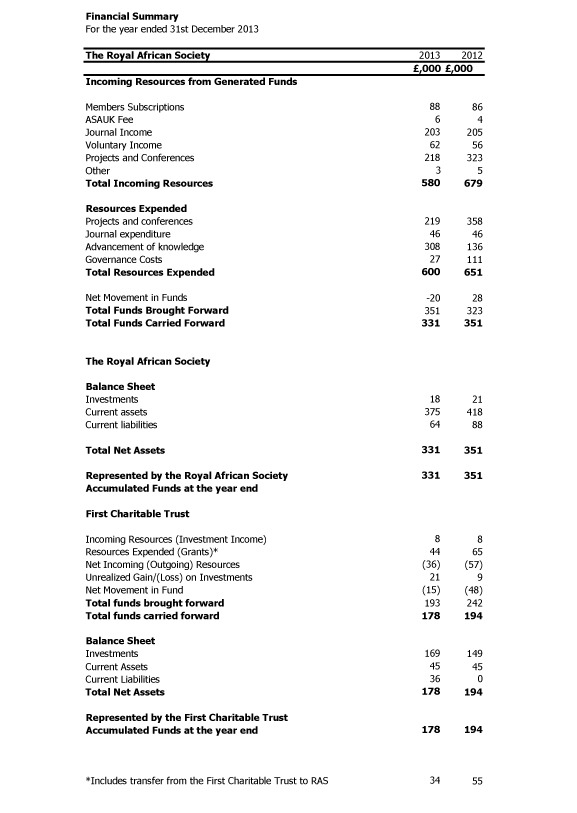 Financial Summary
For the year ended 31st December 2013
The Royal African Society 2013 2012
£,000 £,000
Incoming Resources from Generated Funds
Members Subscriptions 88 86
ASAUK Fee 6 4
Journal Income 203 205
Voluntary Income 62 56
Projects and Conferences 218 323
Other 3 5
Total Incoming Resources 580 679
Resources Expended
Projects and conferences 219 358
Journal expenditure 46 46
Advancement of knowledge 308 136
Governance Costs 27 111
Total Resources Expended 600 651
Net Movement in Funds -20 28
Total Funds Brought Forward 351 323
Total Funds Carried Forward 331 351
The Royal African Society
Balance Sheet
Investments 18 21
Current assets 375 418
Current liabilities 64 88
Total Net Assets 331 351
Represented by the Royal African Society 331 351
Accumulated Funds at the year end
First Charitable Trust
Incoming Resources (Investment Income) 8 8
Resources Expended (Grants)* 44 65
Net Incoming (Outgoing) Resources (36) (57)
Unrealized Gain/(Loss) on Investments 21 9
Net Movement in Fund (15) (48)
Total funds brought forward 193 242
Total funds carried forward 178 194
Balance Sheet
Investments 169 149
Current Assets 45 45
Current Liabilities 36 0
Total Net Assets 178 194
Represented by the First Charitable Trust
Accumulated Funds at the year end 178 194
*Includes transfer from the First Charitable Trust to RAS 34 55